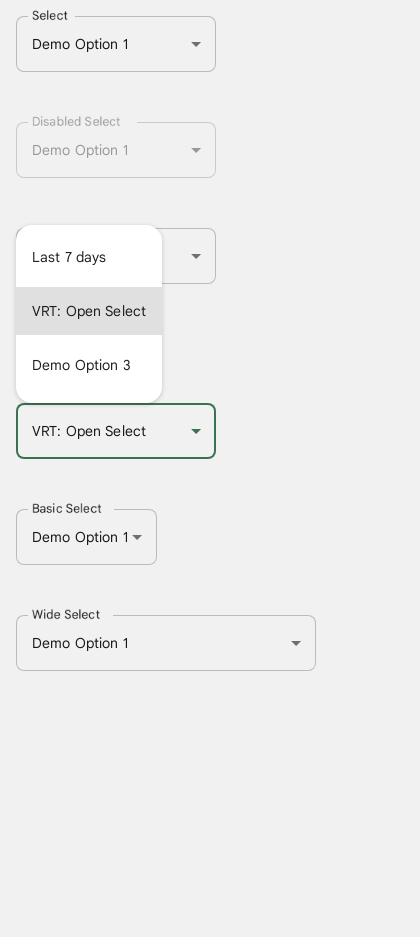 Select
Demo Option 1
Disabled Select
Demo Option 1
Last 7 days
VRT: Open Select
Demo Option 3
VRT: Open Select
Basic Select
Demo Option 1
Wide Select
Demo Option 1